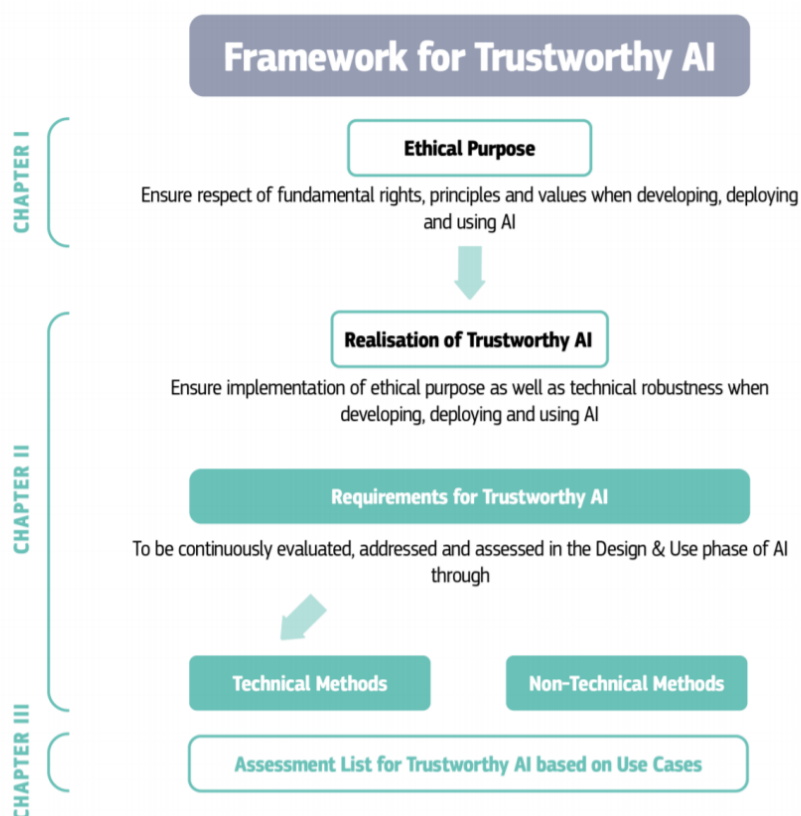 Framework for Trustworthy AI
CHAPTER I
Ethical Purpose
Ensure respect of fundamental rights, principles and values when developing, deploying
and using AI
CHAPTER II
Realisation of Trustworthy AI
Ensure implementation of ethical purpose as well as technical robustness when
developing, deploying and using AI
Requirements for Trustworthy AI
To be continuously evaluated, addressed and assessed in the Design & Use phase of AI
through
Technical Methods
Non-Technical Methods
CHAPTER III
Assessment List for Trustworthy AI based on Use Cases